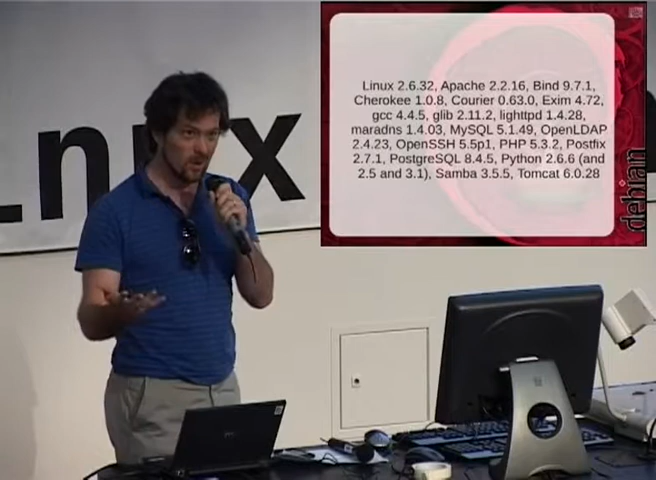 Linux 2.6.32, Apache 2.2.16, Bind 9.7.1,
Cherokee 1.0.8, Courier 0.63.0, Exim 4.72,
gcc 4.4.5, glib 2.11.2, lighttpd 1.4.28,
maradns 1.4.03, MySQL 5.1.49, OpenLDAP
2.4.23, OpenSSH 5.5p1, PHP 5.3.2, Postfix
2.7.1, PostgreSQL 8.4.5, Python 2.6.6 (and
2.5 and 3.1), Samba 3.5.5, Tomcat 6.0.28
debian
nux